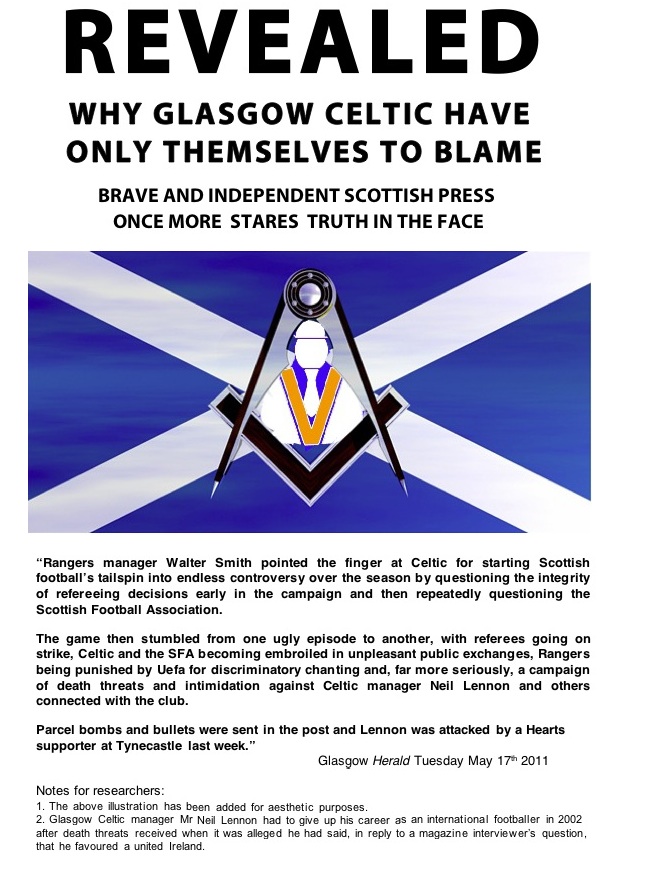 REVEALED
WHY GLASGOW CELTIC HAVE
ONLY THEMSELVES TO BLAME
BRAVE AND INDEPENDENT SCOTTISH PRESS
ONCE MORE STARES TRUTH IN THE FACE
“Rangers manager Walter Smith pointed the finger at Celtic for starting Scottish
football’s tailspin into endless controversy over the season by questioning the integrity
of refereeing decisions early in the campaign and then repeatedly questioning the
Scottish Football Association.
The game then stumbled from one ugly episode to another, with referees going on
strike, Celtic and the SFA becoming embroiled in unpleasant public exchanges, Rangers
being punished by Uefa for discriminatory chanting and, far more seriously, a campaign
of death threats and intimidation against Celtic manager Neil Lennon and others
connected with the club.
Parcel bombs and bullets were sent in the post and Lennon was attacked by a Hearts
supporter at Tynecastle last week.”
Glasgow Herald Tuesday May 17th 2011
Notes for researchers:
1. The above illustration has been added for aesthetic purposes.
2. Glasgow Celtic manager Mr Neil Lennon had to give up his career as an international footballer in 2002
after death threats received when it was alleged he had said, in reply to a magazine interviewer’s question,
that he favoured a united Ireland.